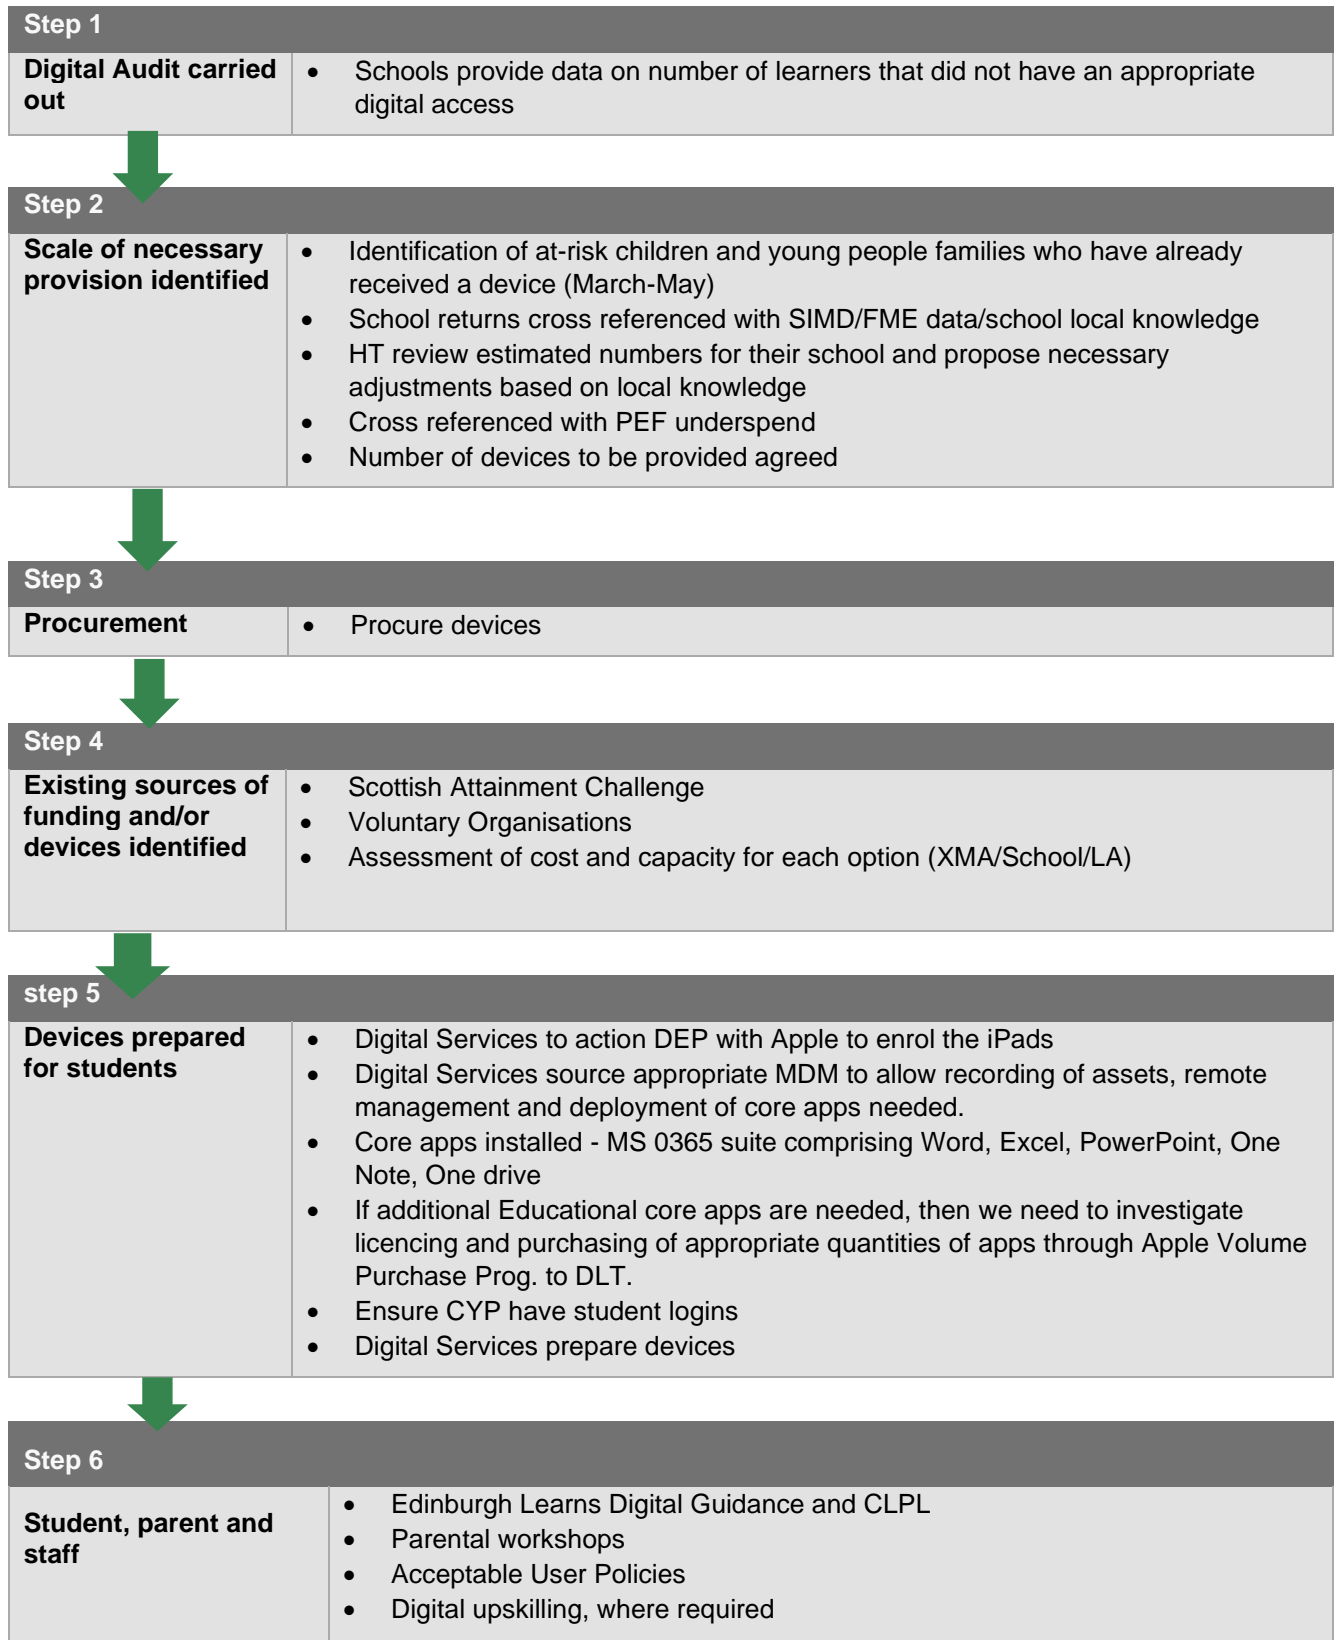 Step 1
Digital Audit carried
out
• Schools provide data on number of learners that did not have an appropriate
digital access
Step 2
Scale of necessary
provision identified
• Identification of at-risk children and young people families who have already
received a device (March-May)
• School returns cross referenced with SIMD/FME data/school local knowledge
• HT review estimated numbers for their school and propose necessary
adjustments based on local knowledge
• Cross referenced with PEF underspend
• Number of devices to be provided agreed
Step 3
Procurement
• Procure devices
Step 4
Existing sources of
funding and/or
devices identified
• Scottish Attainment Challenge
• Voluntary Organisations
• Assessment of cost and capacity for each option (XMA/School/LA)
step 5
Devices prepared
for students
• Digital Services to action DEP with Apple to enrol the iPads
• Digital Services source appropriate MDM to allow recording of assets, remote
management and deployment of core apps needed.
• Core apps installed - MS 0365 suite comprising Word, Excel, PowerPoint, One
Note, One drive
• If additional Educational core apps are needed, then we need to investigate
licencing and purchasing of appropriate quantities of apps through Apple Volume
Purchase Prog. to DLT.
• Ensure CYP have student logins
• Digital Services prepare devices
Step 6
Student, parent and
staff
• Edinburgh Learns Digital Guidance and CLPL
• Parental workshops
• Acceptable User Policies
• Digital upskilling, where required